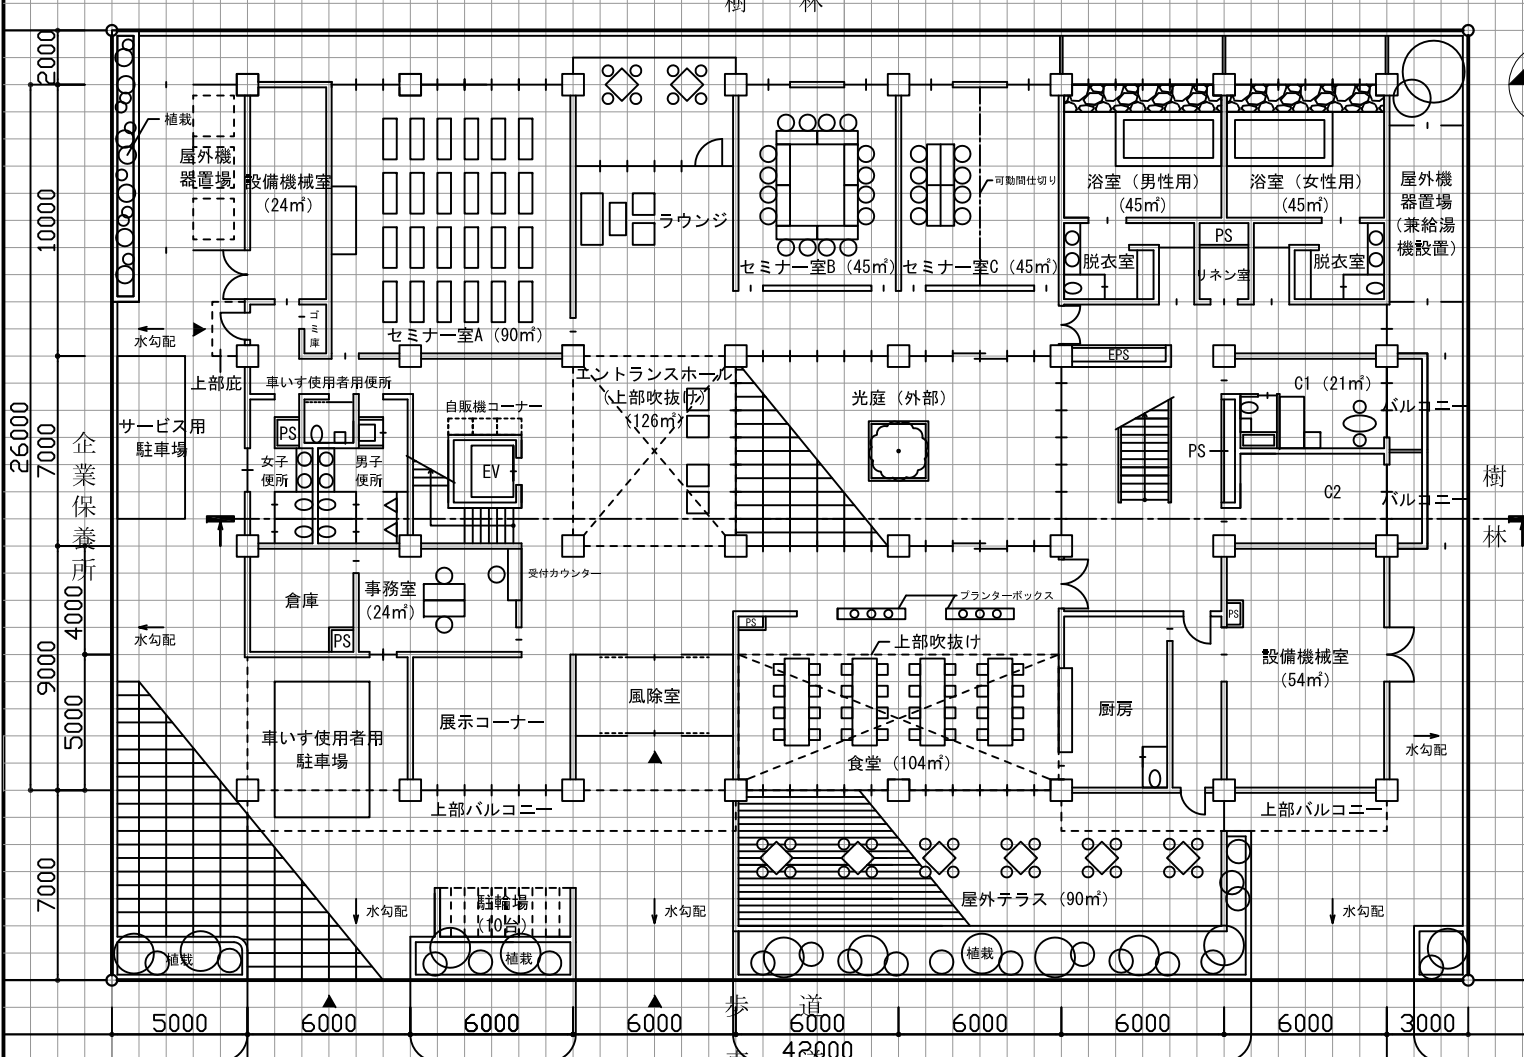 樹 林
2000
植栽
屋外機
器置場
設備機械室
(24㎡)
10000
ラウンジ
可動間仕切り
浴室 (男性用)
(45㎡)
浴室 (女性用)
(45㎡)
屋外機
器置場
(兼給湯
機設置)
PS
セミナー室B (45㎡)
セミナー室C (45㎡)
脱衣室
リネン室
脱衣室
ゴミ庫
水勾配
セミナー室A (90㎡)
EPS
上部庇
車いす使用者用便所
エントランスホール
(上部吹抜け)
(126㎡)
光庭 (外部)
C1 (21㎡)
バルコニー
自販機コーナー
サービス用
駐車場
PS
26000
7000
企業保養所
女子
便所
男子
便所
EV
PS
C2
バルコニー
樹
林
倉庫
事務室
(24㎡)
受付カウンター
プランターボックス
4000
水勾配
PS
PS
PS
上部吹抜け
設備機械室
(54㎡)
9000
5000
風除室
展示コーナー
厨房
車いす使用者用
駐車場
食堂 (104㎡)
水勾配
上部バルコニー
上部バルコニー
7000
水勾配
駐輪場
(10台)
水勾配
屋外テラス (90㎡)
水勾配
植栽
植栽
植栽
歩 道
5000
6000
6000
6000
6000
6000
6000
6000
3000
42000